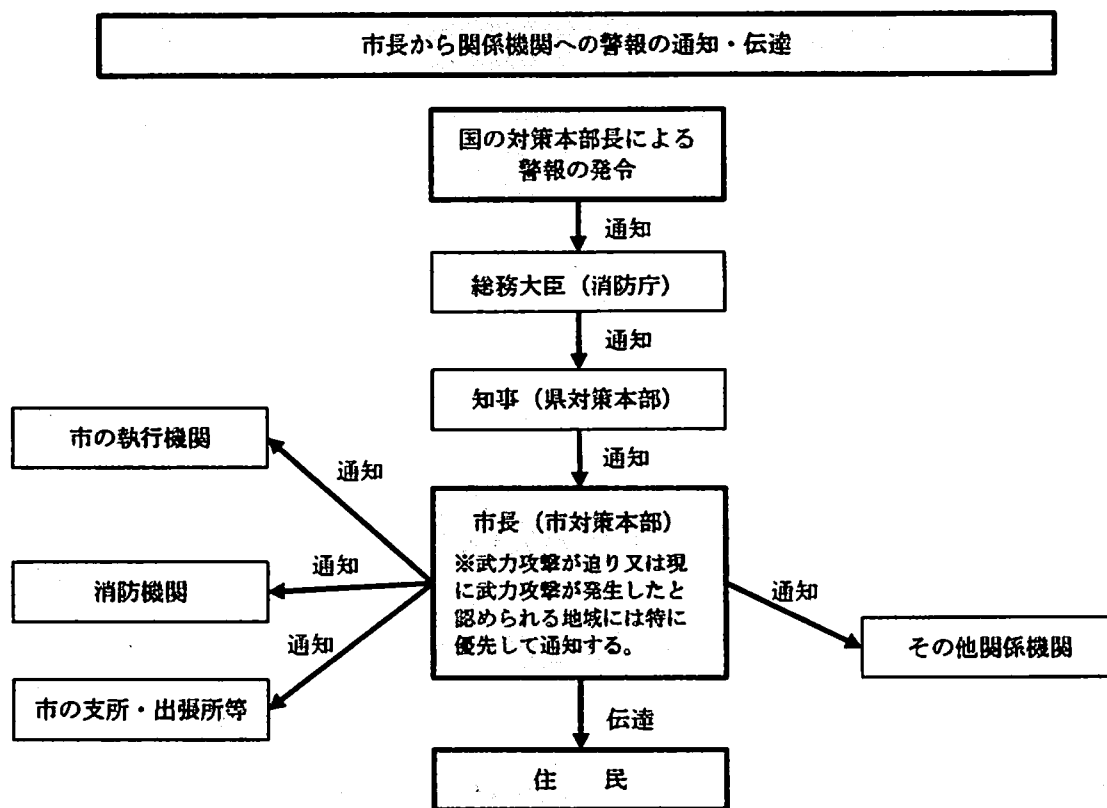 市長から関係機関への警報の通知・伝達
国の対策本部長による
警報の発令
通知
総務大臣（消防庁）
通知
知事（県対策本部）
通知
市の執行機関
通知
市長（市対策本部）
※武力攻撃が迫り又は現
に武力攻撃が発生したと
認められる地域には特に
優先して通知する。
消防機関
通知
通知
その他関係機関
通知
市の支所・出張所等
伝達
住　　民